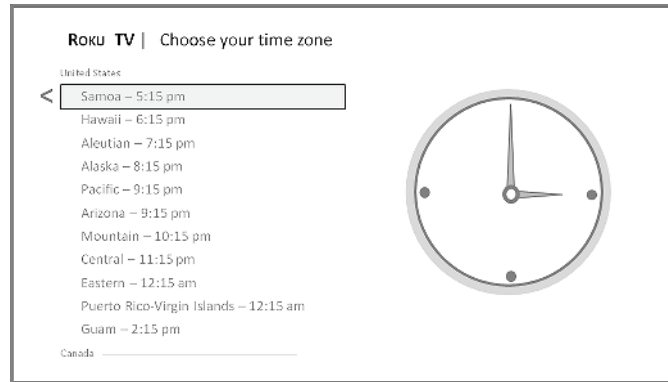 ROKU TV | Choose your time zone
United States
<
Samoa – 5:15 pm
Hawaii – 6:15 pm
Aleutian – 7:15 pm
Alaska – 8:15 pm
Pacific – 9:15 pm
Arizona – 9:15 pm
Mountain – 10:15 pm
Central – 11:15 pm
Eastern – 12:15 am
Puerto Rico-Virgin Islands – 12:15 am
Guam – 2:15 pm
Canada